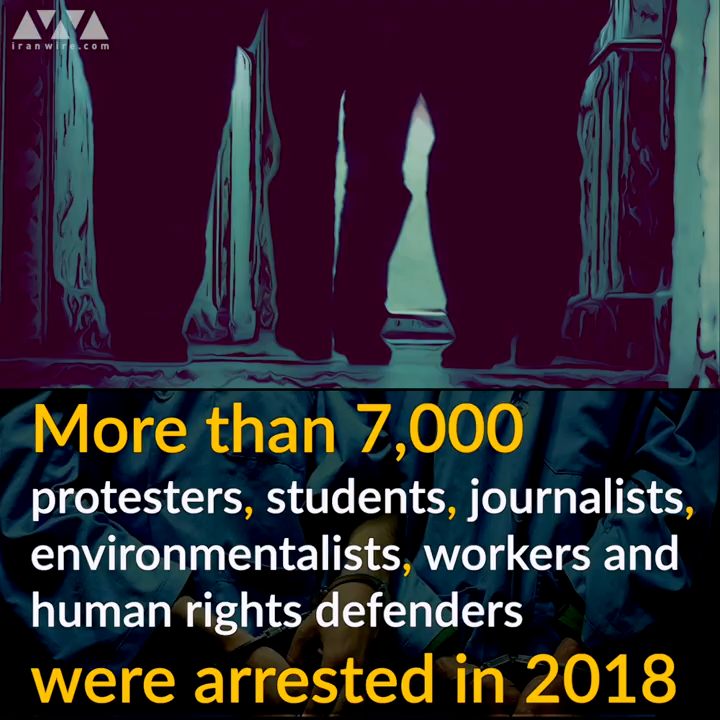 iranwire.com
More than 7,000
protesters, students, journalists,
environmentalists, workers and
human rights defenders
were arrested in 2018